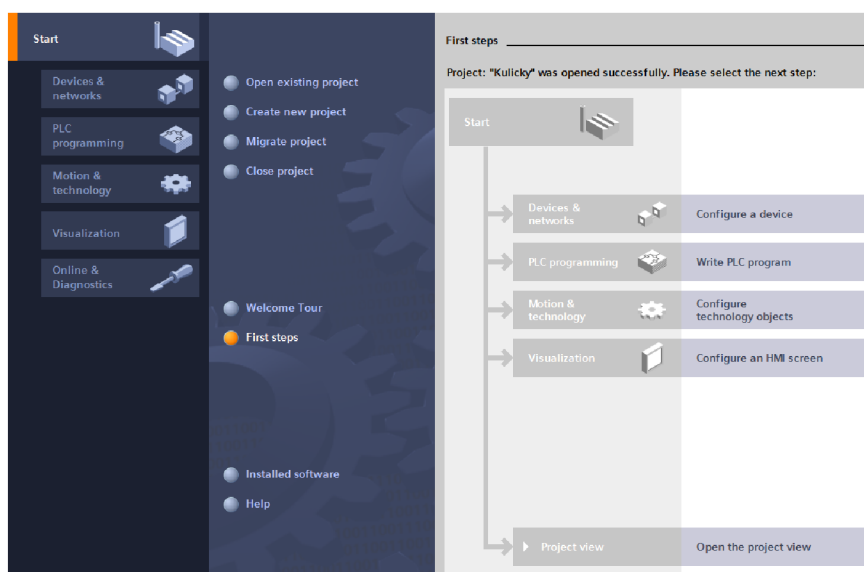 Start
Devices &
networks
PLC
programming
Motion &
technology
Visualization
Online &
Diagnostics
Open existing project
Create new project
Migrate project
Close project
Welcome Tour
First steps
Installed software
Help
First steps
Project: "Kulicky" was opened successfully. Please select the next step:
Start
Devices &
networks
Configure a device
PLC programming
Write PLC program
Motion &
technology
Configure
technology objects
Visualization
Configure an HMI screen
Project view
Open the project view